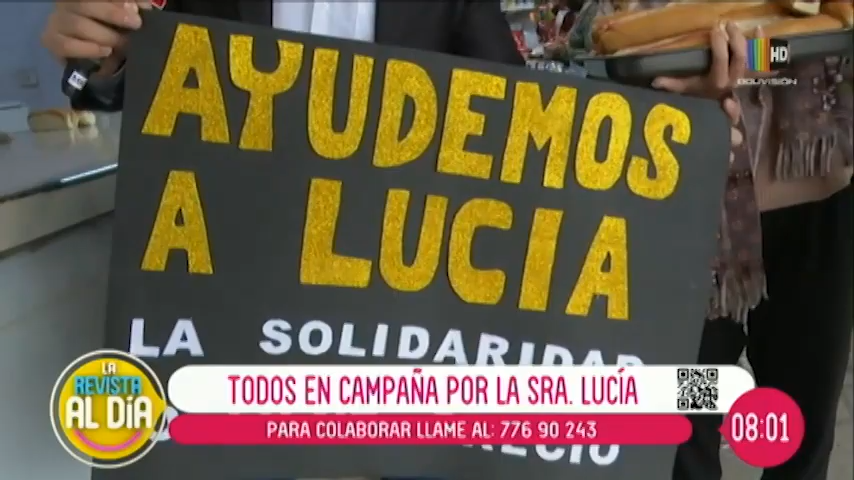 AYUDEMOS
A LUCIA
LA SOLIDARIDAD
HD
BOLIVISIÓN
LA
REVISTA
AL DÍA
TODOS EN CAMPAÑA POR LA SRA. LUCÍA
PARA COLABORAR LLAME AL: 776 90 243
08:01